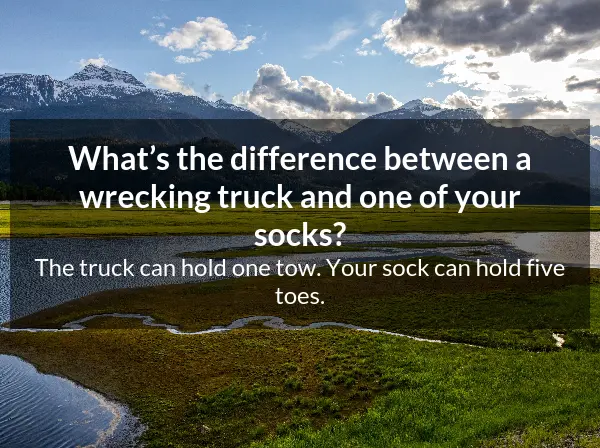 What’s the difference between a
wrecking truck and one of your
socks?
The truck can hold one tow. Your sock can hold five
toes.